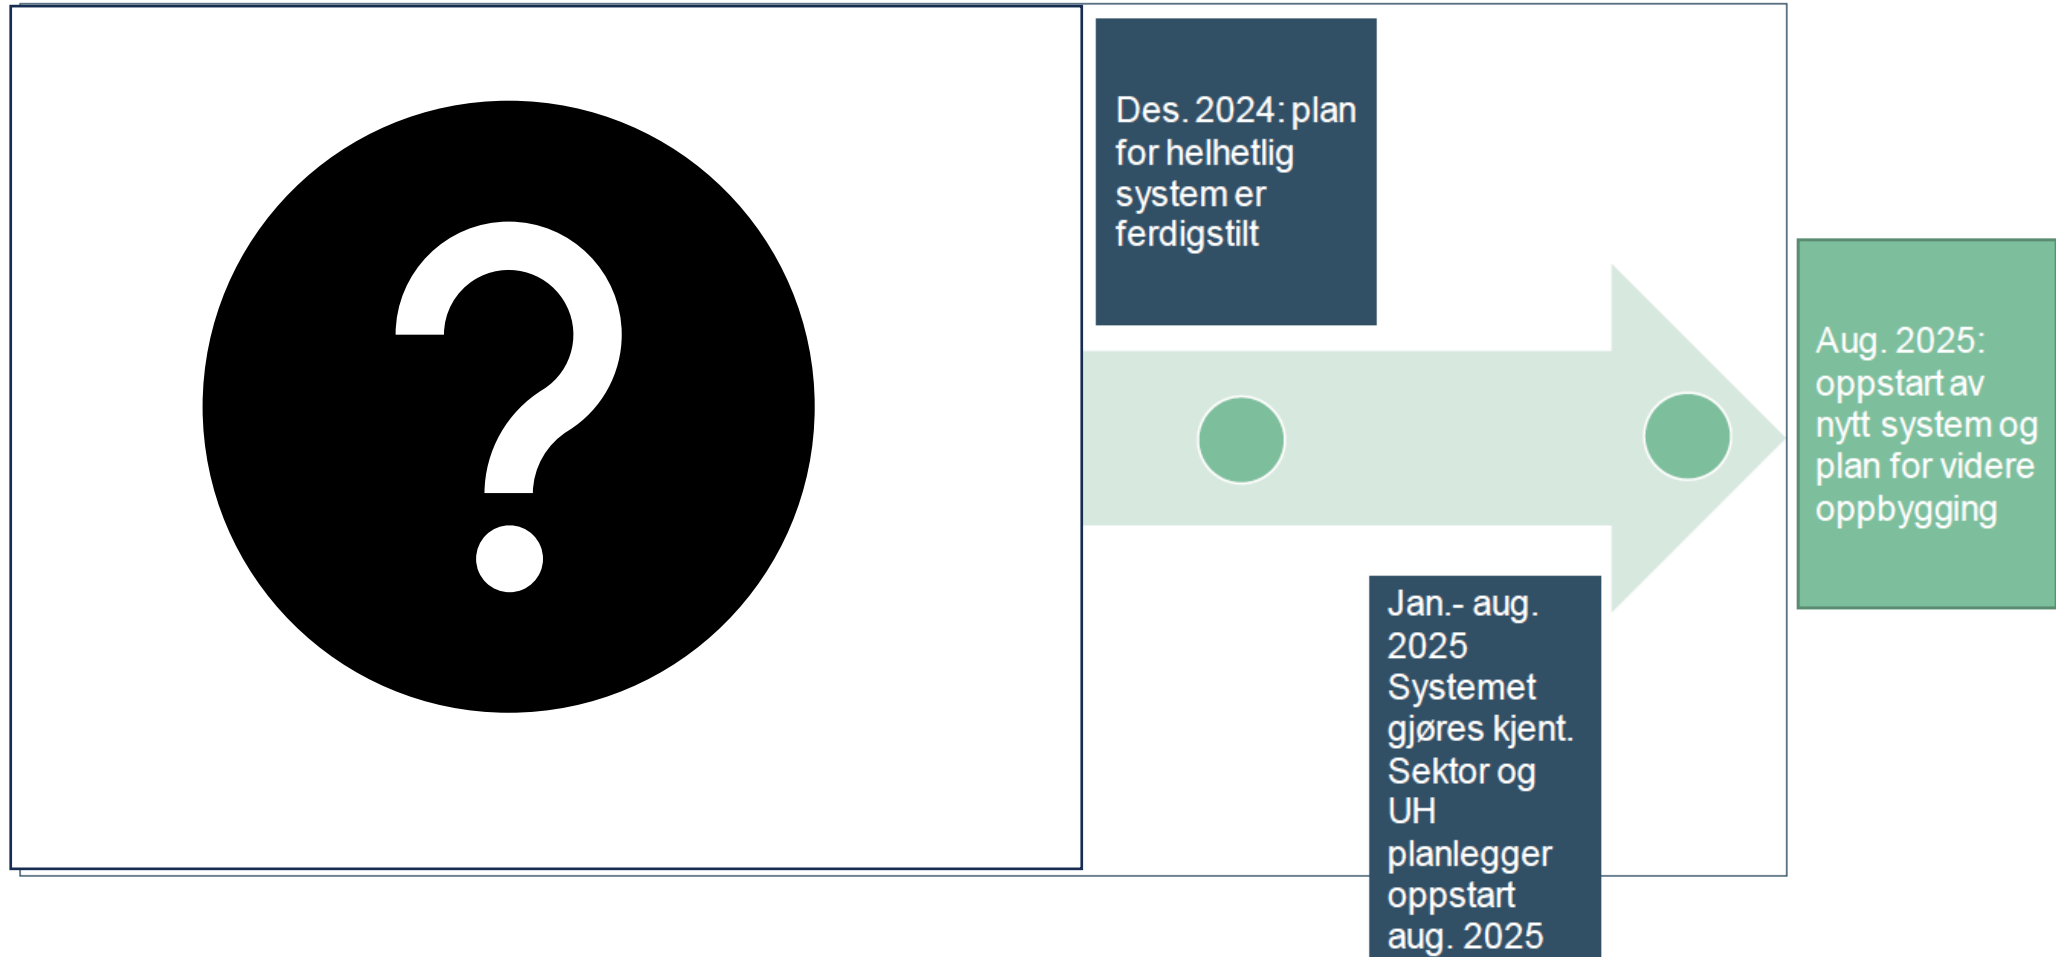 ?
Des. 2024: plan
for helhetlig
system er
ferdigstilt
Jan.- aug.
2025
Systemet
gjøres kjent.
Sektor og
UH
planlegger
oppstart
aug. 2025
Aug. 2025:
oppstart av
nytt system og
plan for videre
oppbygging